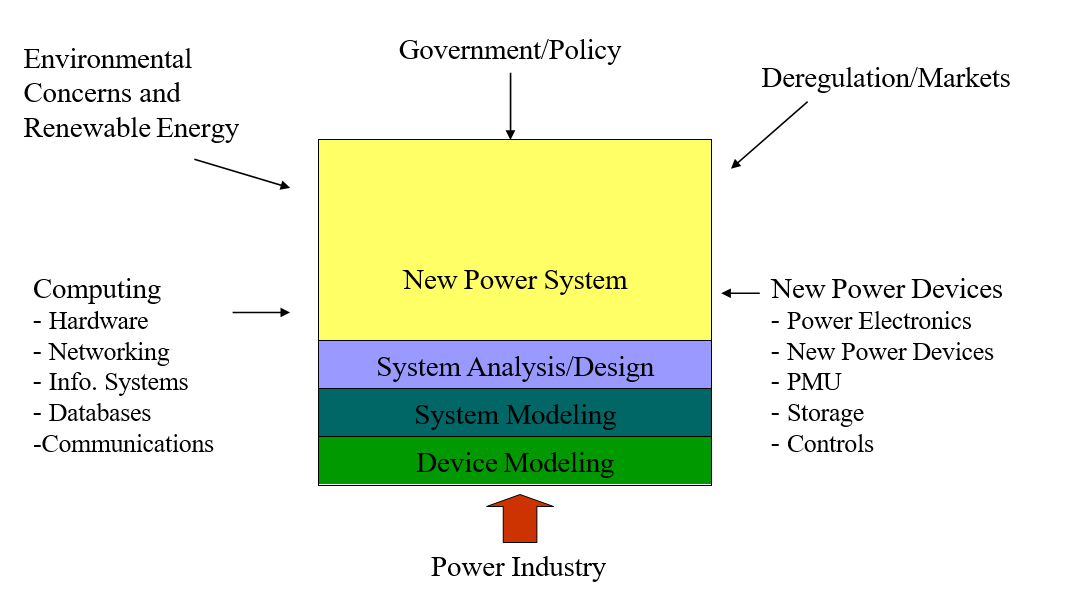 Environmental
Concerns and
Renewable Energy
Government/Policy
Deregulation/Markets
New Power System
System Analysis/Design
System Modeling
Device Modeling
Computing
- Hardware
- Networking
- Info. Systems
- Databases
-Communications
New Power Devices
- Power Electronics
- New Power Devices
- PMU
- Storage
- Controls
Power Industry